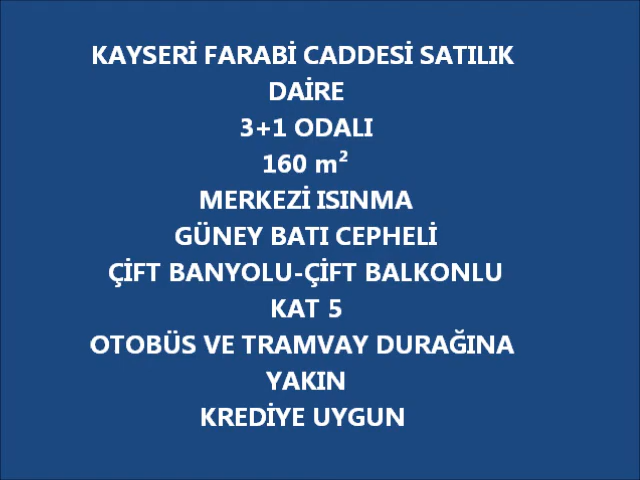 KAYSERİ FARABİ CADDESİ SATILIK
DAİRE
3+1 ODALI
160 m²
MERKEZİ ISINMA
GÜNEY BATI CEPHELİ
ÇİFT BANYOLU-ÇİFT BALKONLU
KAT 5
OTOBÜS VE TRAMVAY DURAĞINA
YAKIN
KREDİYE UYGUN